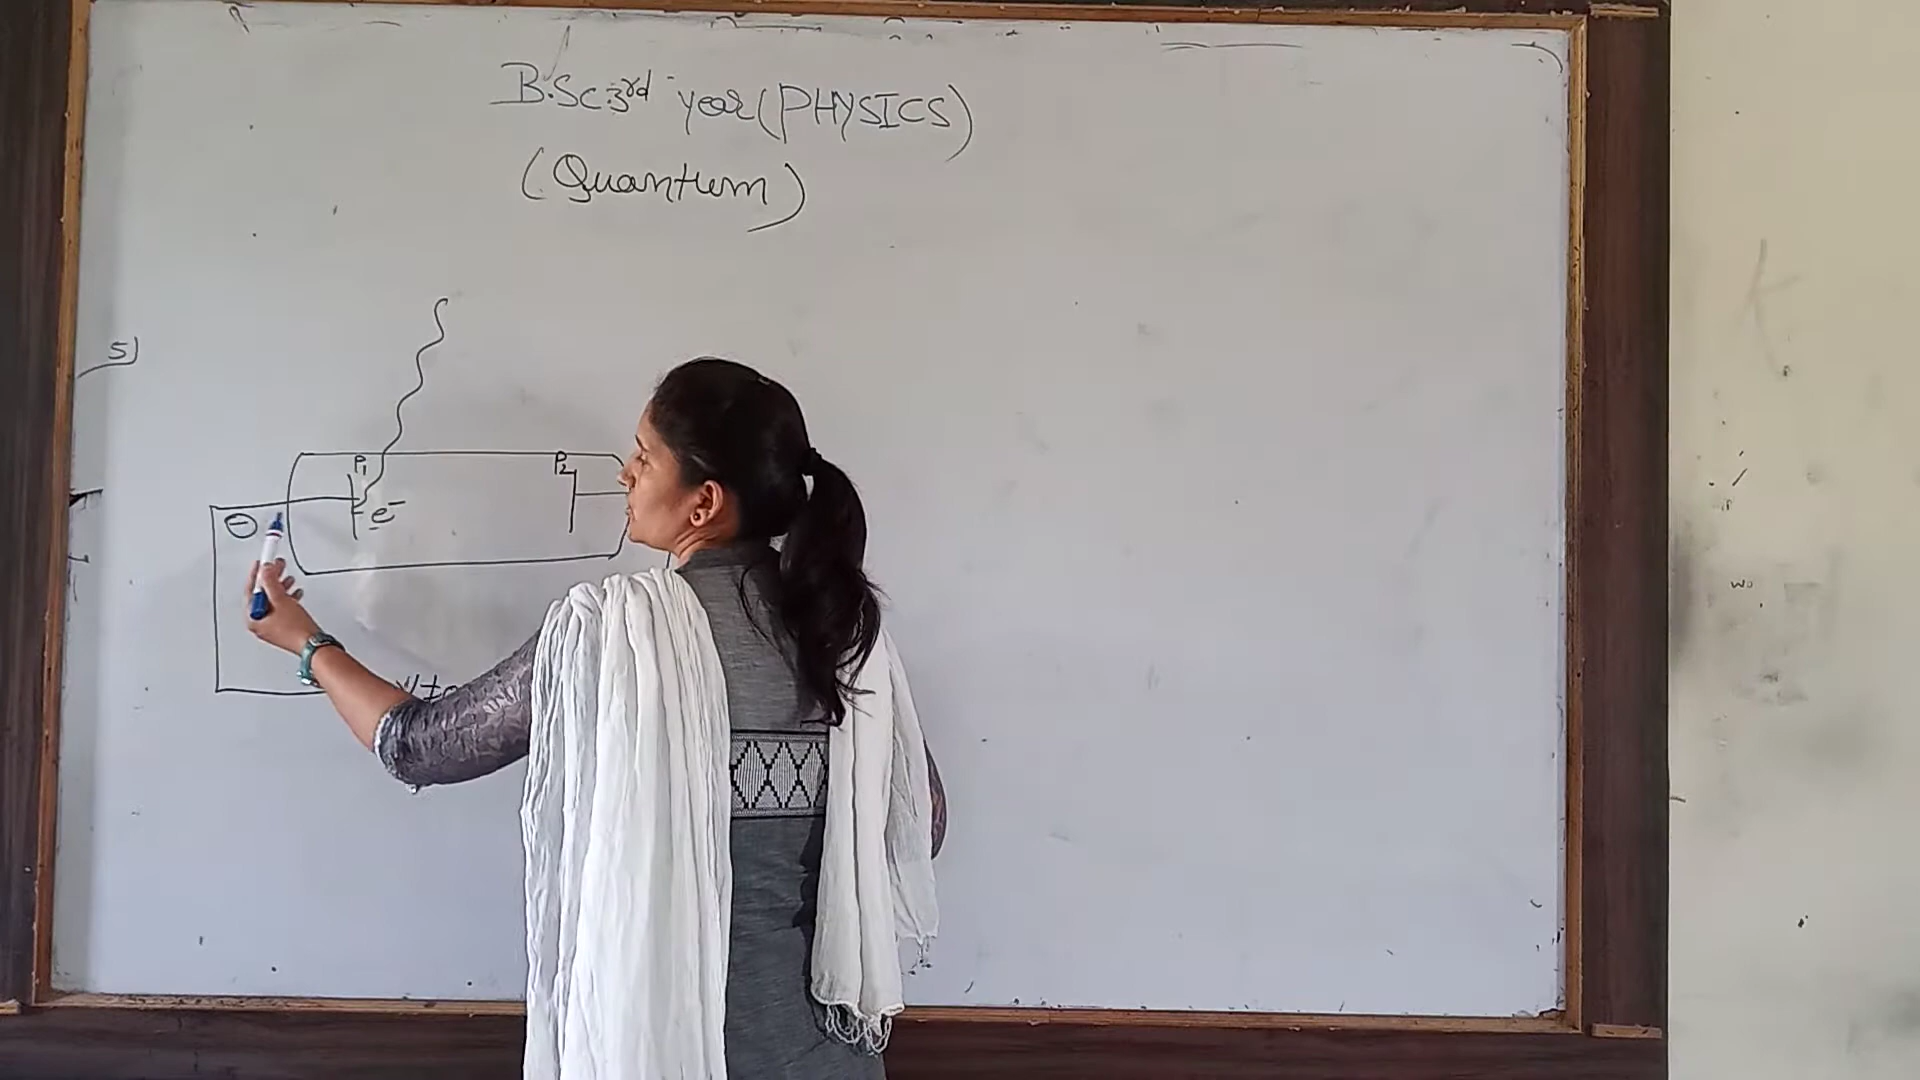 B.Sc. 3rd year (PHYSICS)
(Quantum)
5)
P1
P2
e-
-